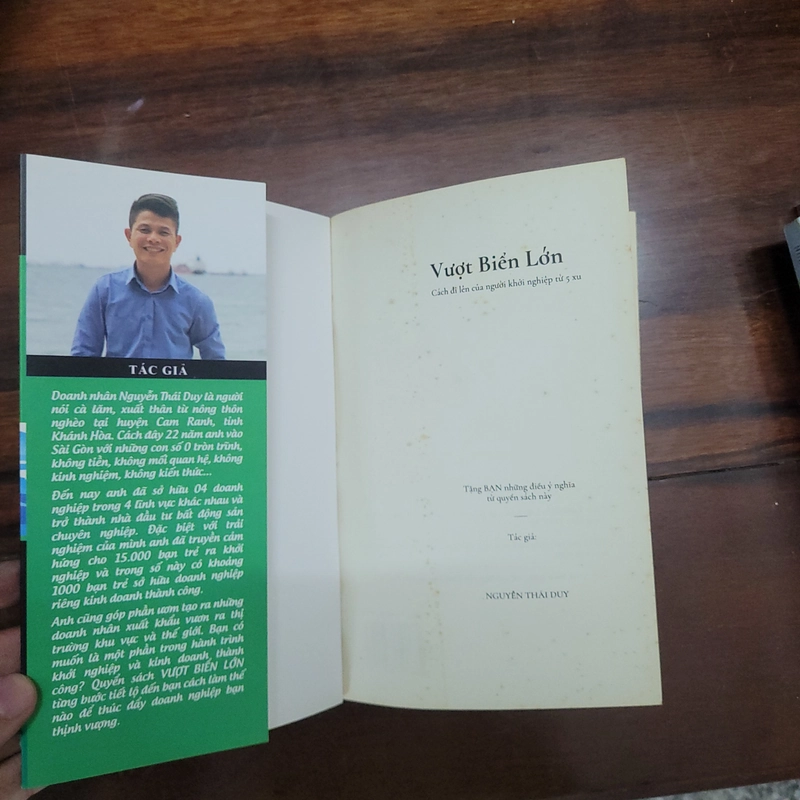 TÁC GIẢ
Doanh nhân Nguyễn Thái Duy là người
nói cà lăm, xuất thân từ nông thôn
nghèo tại huyện Cam Ranh, tỉnh
Khánh Hòa. Cách đây 22 năm anh vào
Sài Gòn với những con số 0 tròn trĩnh,
không tiền, không mối quan hệ, không
kinh nghiệm, không kiến thức...
Đến nay anh đã sở hữu 04 doanh
nghiệp trong 4 lĩnh vực khác nhau và
trở thành nhà đầu tư bất động sản
chuyên nghiệp. Đặc biệt với trải
nghiệm của mình anh đã truyền cảm
hứng cho 15.000 bạn trẻ ra khởi
nghiệp và trong số này có khoảng
1000 bạn trẻ sở hữu doanh nghiệp
riêng kinh doanh thành công.
Anh cũng góp phần ươm tạo ra những
doanh nhân xuất khẩu vươn ra thị
trường khu vực và thế giới. Bạn có
muốn là một phần trong hành trình
khởi nghiệp và kinh doanh thành
công? Quyển sách VƯỢT BIỂN LỚN
từng bước tiết lộ đến bạn cách làm thế
nào để thúc đẩy doanh nghiệp bạn
thịnh vượng.
Vượt Biển Lớn
Cách đi lên của người khởi nghiệp từ 5 xu
Tặng BẠN những điều ý nghĩa
từ quyển sách này
Tác giả:
NGUYỄN THÁI DUY